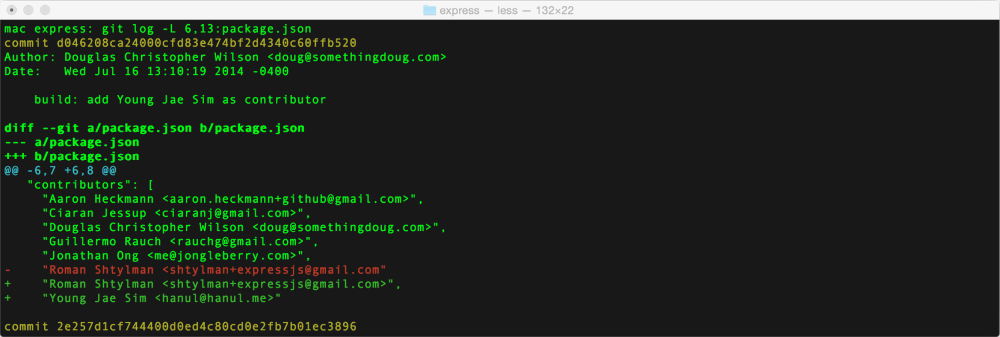 express — less — 132×22
mac express: git log -L 6,13:package.json
commit d046208ca24000cfd83e474bf2d4340c60ffb520
Author: Douglas Christopher Wilson <doug@somethingdoug.com>
Date:   Wed Jul 16 13:10:19 2014 -0400
    build: add Young Jae Sim as contributor
diff --git a/package.json b/package.json
--- a/package.json
+++ b/package.json
@@ -6,7 +6,8 @@
   "contributors": [
     "Aaron Heckmann <aaron.heckmann+github@gmail.com>",
     "Ciaran Jessup <ciaranj@gmail.com>",
     "Douglas Christopher Wilson <doug@somethingdoug.com>",
     "Guillermo Rauch <rauchg@gmail.com>",
     "Jonathan Ong <me@jongleberry.com>",
-    "Roman Shtylman <shtylman+expressjs@gmail.com"
+    "Roman Shtylman <shtylman+expressjs@gmail.com>",
+    "Young Jae Sim <hanul@hanul.me>"
commit 2e257d1cf744400d0ed4c80cd0e2fb7b01ec3896